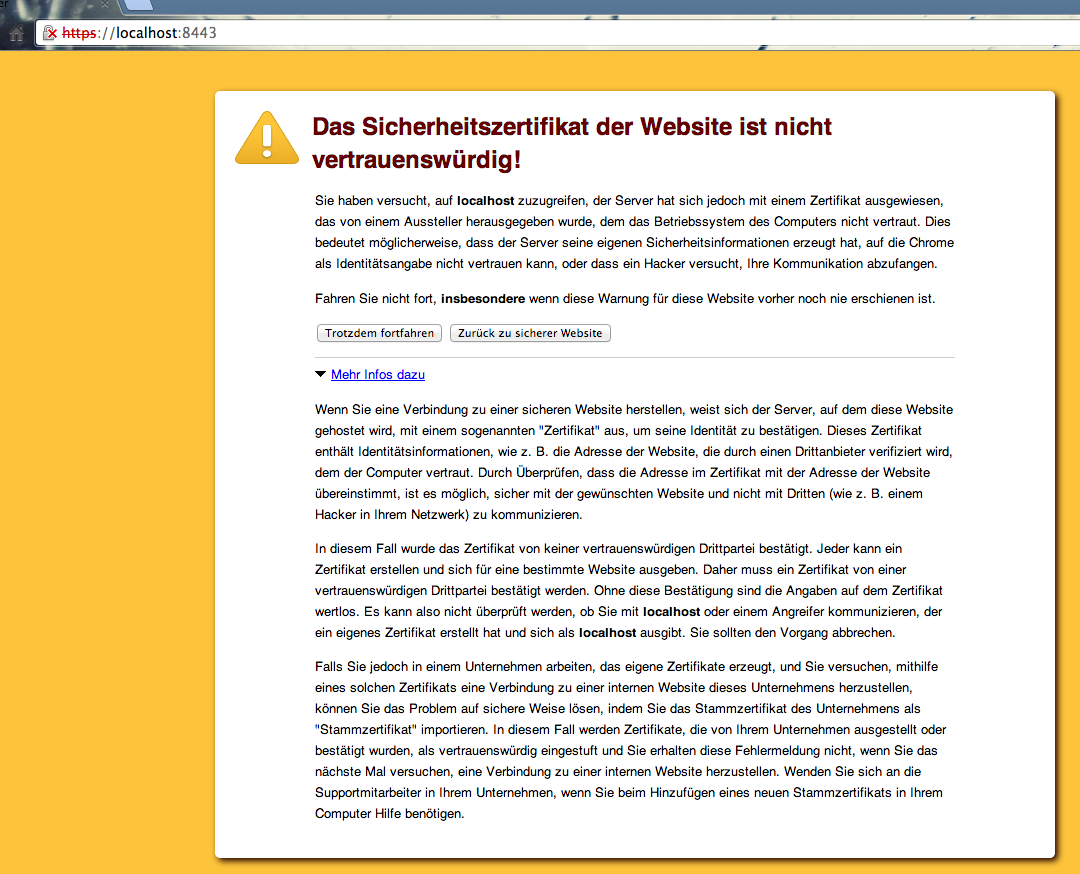 er
https://localhost:8443
Das Sicherheitszertifikat der Website ist nicht
vertrauenswürdig!
Sie haben versucht, auf localhost zuzugreifen, der Server hat sich jedoch mit einem Zertifikat ausgewiesen,
das von einem Aussteller herausgegeben wurde, dem das Betriebssystem des Computers nicht vertraut. Dies
bedeutet möglicherweise, dass der Server seine eigenen Sicherheitsinformationen erzeugt hat, auf die Chrome
als Identitätsangabe nicht vertrauen kann, oder dass ein Hacker versucht, Ihre Kommunikation abzufangen.
Fahren Sie nicht fort, insbesondere wenn diese Warnung für diese Website vorher noch nie erschienen ist.
Trotzdem fortfahren Zurück zu sicherer Website
Mehr Infos dazu
Wenn Sie eine Verbindung zu einer sicheren Website herstellen, weist sich der Server, auf dem diese Website
gehostet wird, mit einem sogenannten "Zertifikat" aus, um seine Identität zu bestätigen. Dieses Zertifikat
enthält Identitätsinformationen, wie z. B. die Adresse der Website, die durch einen Drittanbieter verifiziert wird,
dem der Computer vertraut. Durch Überprüfen, dass die Adresse im Zertifikat mit der Adresse der Website
übereinstimmt, ist es möglich, sicher mit der gewünschten Website und nicht mit Dritten (wie z. B. einem
Hacker in Ihrem Netzwerk) zu kommunizieren.
In diesem Fall wurde das Zertifikat von keiner vertrauenswürdigen Drittpartei bestätigt. Jeder kann ein
Zertifikat erstellen und sich für eine bestimmte Website ausgeben. Daher muss ein Zertifikat von einer
vertrauenswürdigen Drittpartei bestätigt werden. Ohne diese Bestätigung sind die Angaben auf dem Zertifikat
wertlos. Es kann also nicht überprüft werden, ob Sie mit localhost oder einem Angreifer kommunizieren, der
ein eigenes Zertifikat erstellt hat und sich als localhost ausgibt. Sie sollten den Vorgang abbrechen.
Falls Sie jedoch in einem Unternehmen arbeiten, das eigene Zertifikate erzeugt, und Sie versuchen, mithilfe
eines solchen Zertifikats eine Verbindung zu einer internen Website dieses Unternehmens herzustellen,
können Sie das Problem auf sichere Weise lösen, indem Sie das Stammzertifikat des Unternehmens als
"Stammzertifikat" importieren. In diesem Fall werden Zertifikate, die von Ihrem Unternehmen ausgestellt oder
bestätigt wurden, als vertrauenswürdig eingestuft und Sie erhalten diese Fehlermeldung nicht, wenn Sie das
nächste Mal versuchen, eine Verbindung zu einer internen Website herzustellen. Wenden Sie sich an die
Supportmitarbeiter in Ihrem Unternehmen, wenn Sie beim Hinzufügen eines neuen Stammzertifikats in Ihrem
Computer Hilfe benötigen.